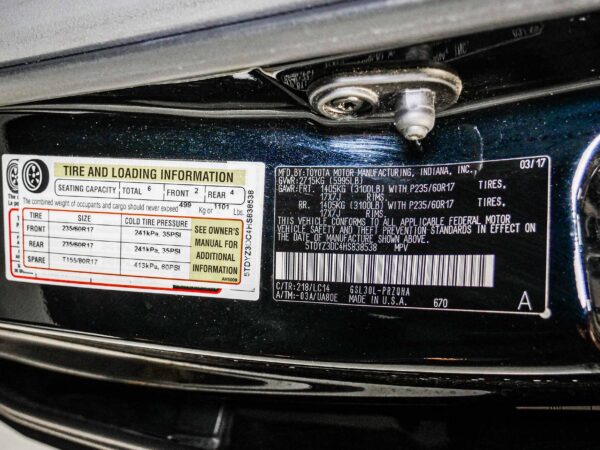 TIRE AND LOADING INFORMATION
SEATING CAPACITY TOTAL 6 FRONT 2 REAR 4
The combined weight of occupants and cargo should never exceed 499 Kg or 1101 Lbs.
TIRE SIZE COLD TIRE PRESSURE
FRONT 235/60R17 241kPa, 35PSI
REAR 235/60R17 241kPa, 35PSI
SPARE T155/80R17 413kPa, 60PSI
SEE OWNER'S
MANUAL FOR
ADDITIONAL
INFORMATION
5TDYZ3DC4HS838538
03/17
MFD.BY:TOYOTA MOTOR MANUFACTURING, INDIANA, INC.,
GVWR:2715KG (5995LB)
GAWR:FRT. 1405KG (3100LB) WITH P235/60R17 TIRES,
17X7J RIMS
RR. 1405KG (3100LB) WITH P235/60R17 TIRES,
17X7J RIMS
THIS VEHICLE CONFORMS TO ALL APPLICABLE FEDERAL MOTOR
VEHICLE SAFETY AND THEFT PREVENTION STANDARDS IN EFFECT ON
THE DATE OF MANUFACTURE SHOWN ABOVE.
5TDYZ3DC4HS838538 MPV
C/TR:218/LC14 GSL30L-PRZQHA
A/TM:-03A/UA80E MADE IN U.S.A. 670
A